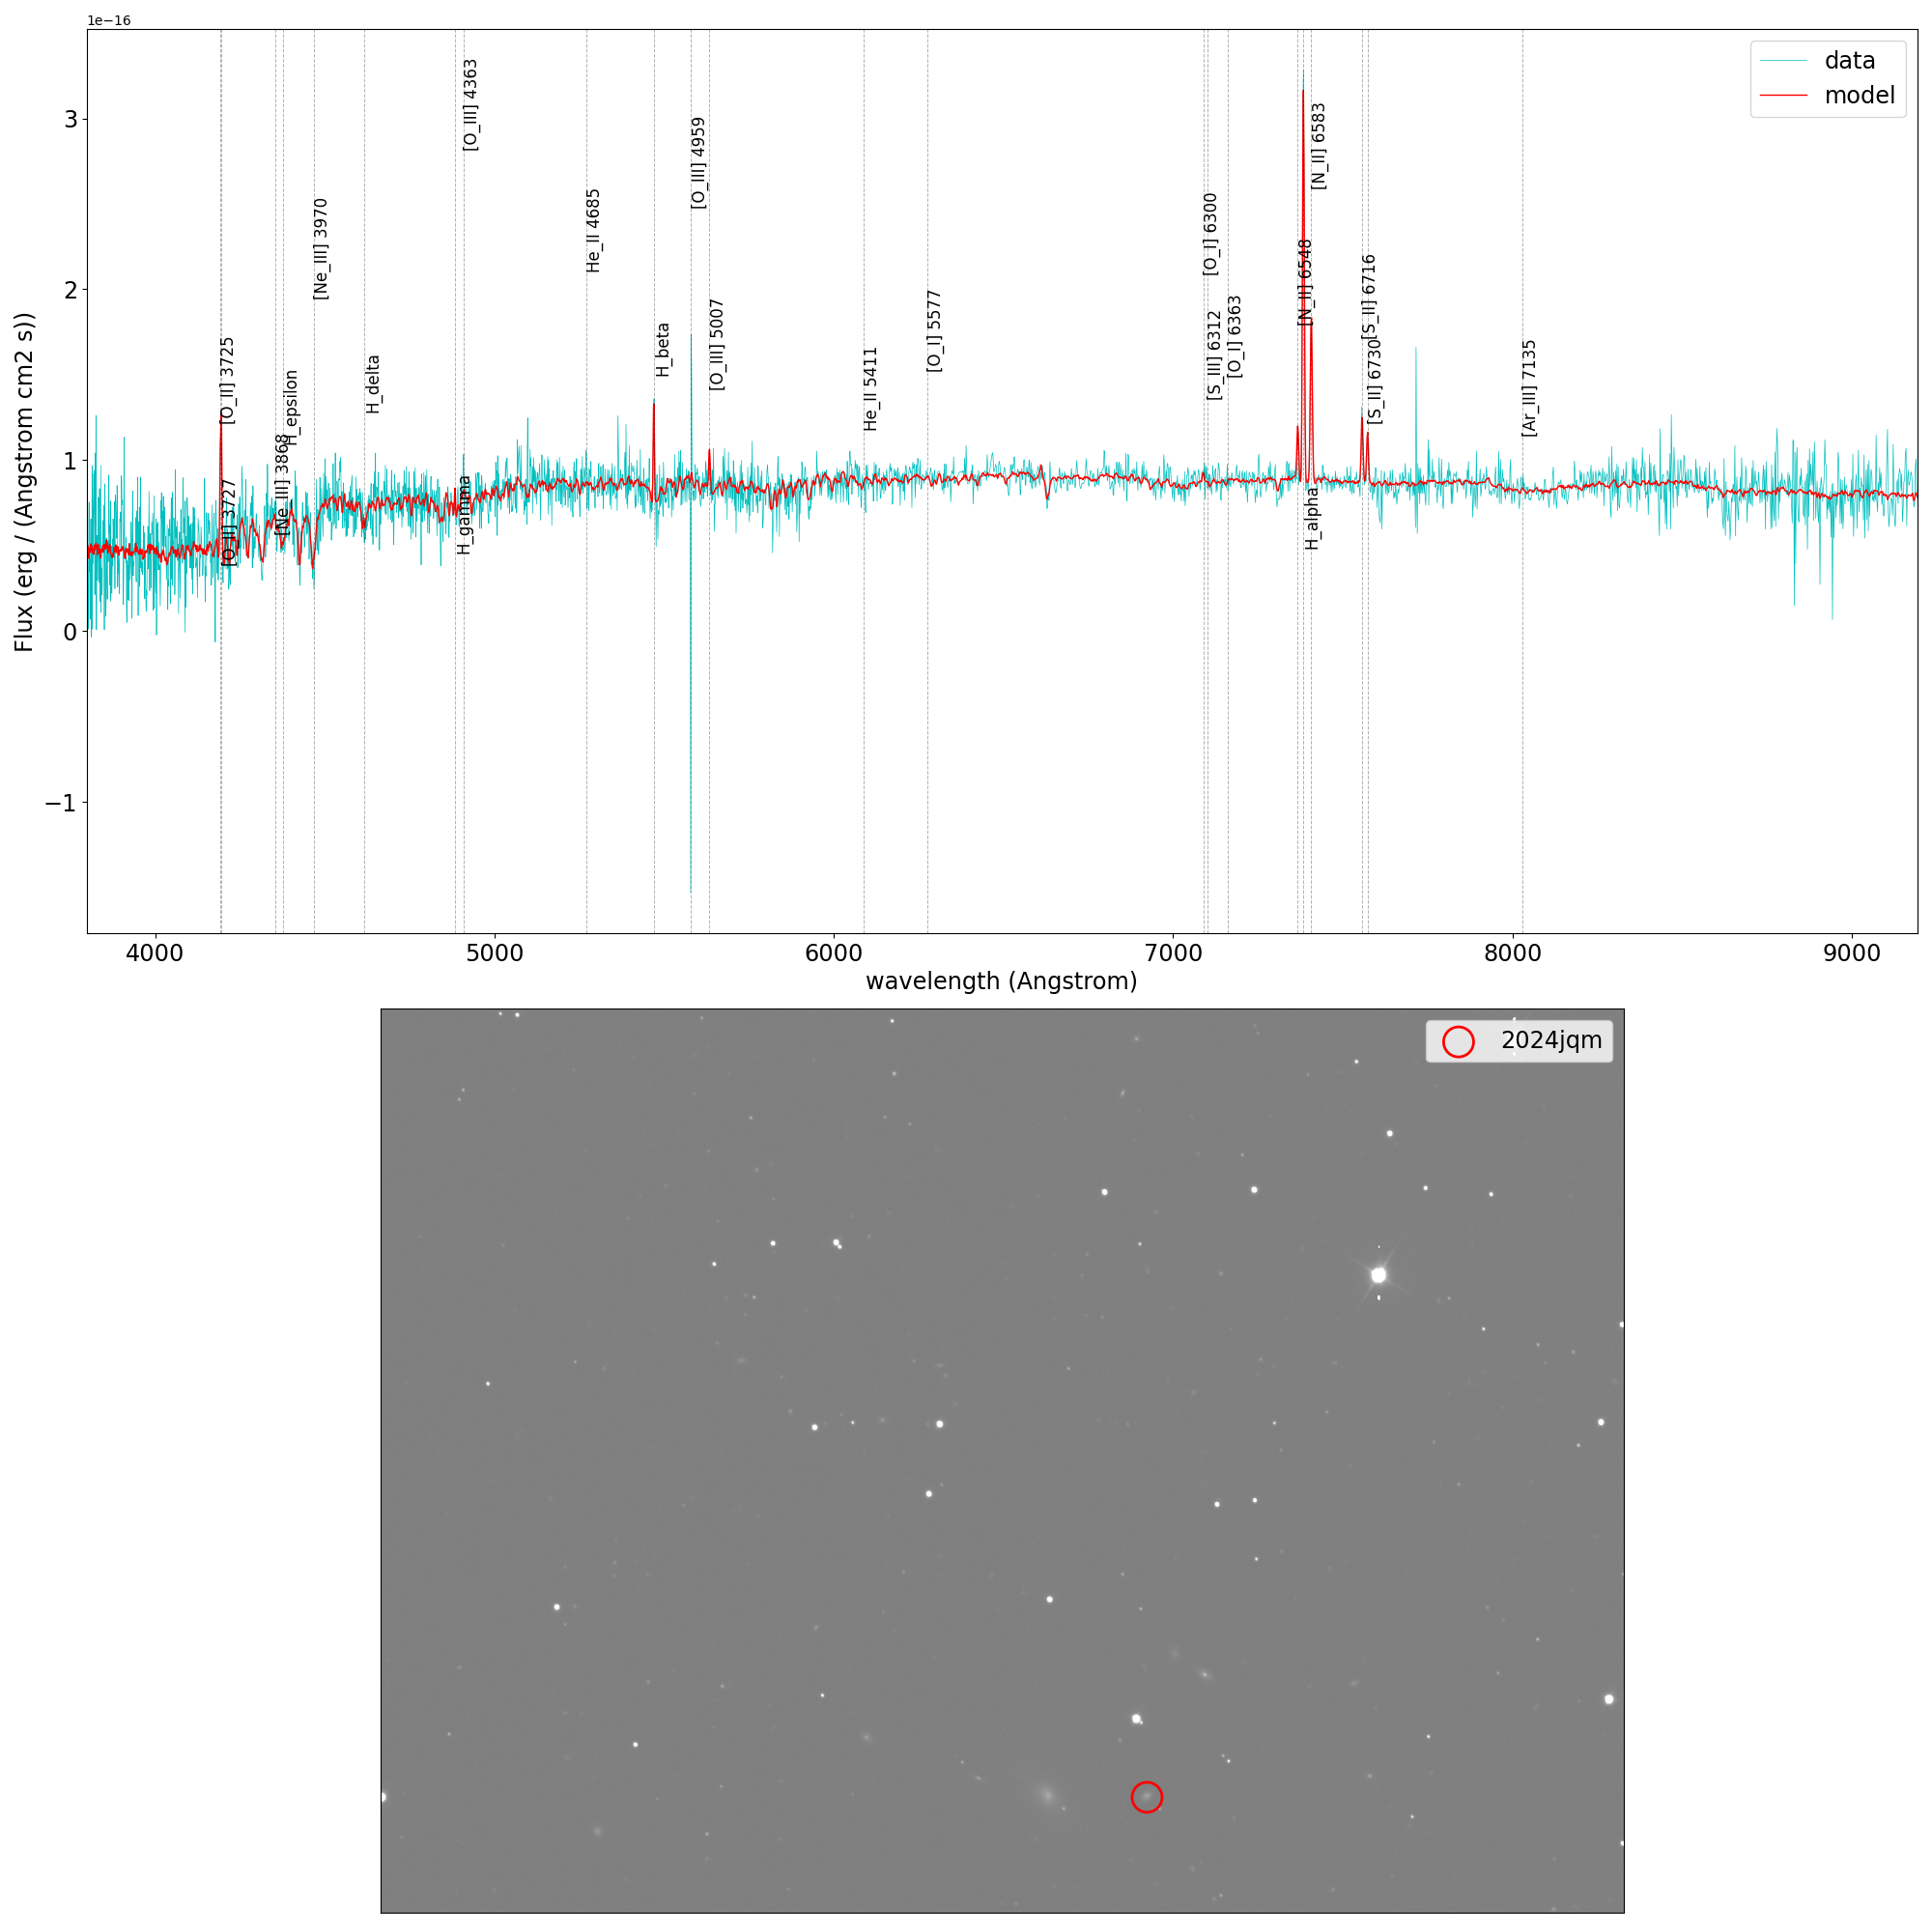 1e−16
data
model
3
2
1
0
−1
Flux (erg / (Angstrom cm2 s))
[O_II] 3725
[O_II] 3727
[Ne_III] 3868
H_epsilon
[Ne_III] 3970
H_delta
H_gamma
[O_III] 4363
He_II 4685
H_beta
[O_III] 4959
[O_III] 5007
He_II 5411
[O_I] 5577
[O_I] 6300
[S_III] 6312
[O_I] 6363
[N_II] 6548
H_alpha
[N_II] 6583
[S_II] 6716
[S_II] 6730
[Ar_III] 7135
4000
5000
6000
7000
8000
9000
wavelength (Angstrom)
2024jqm